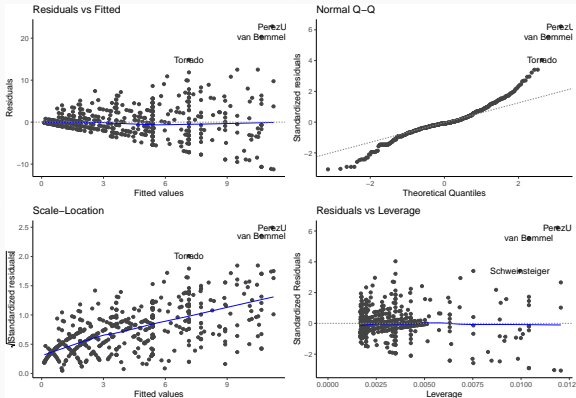 Residuals vs Fitted
PerezU
van Bommel
Torrado
20
10
0
−10
Residuals
0
3
6
9
Fitted values
Normal Q−Q
PerezU
van Bommel
Torrado
6
4
2
0
−2
Standardized residuals
−2
0
2
Theoretical Quantiles
Scale−Location
PerezU
van Bommel
Torrado
2.5
2.0
1.5
1.0
0.5
0.0
√|Standardized residuals|
0
3
6
9
Fitted values
Residuals vs Leverage
PerezU
van Bommel
Schweinsteiger
6
4
2
0
−2
Standardized Residuals
0.0000
0.0025
0.0050
0.0075
0.0100
0.012
Leverage